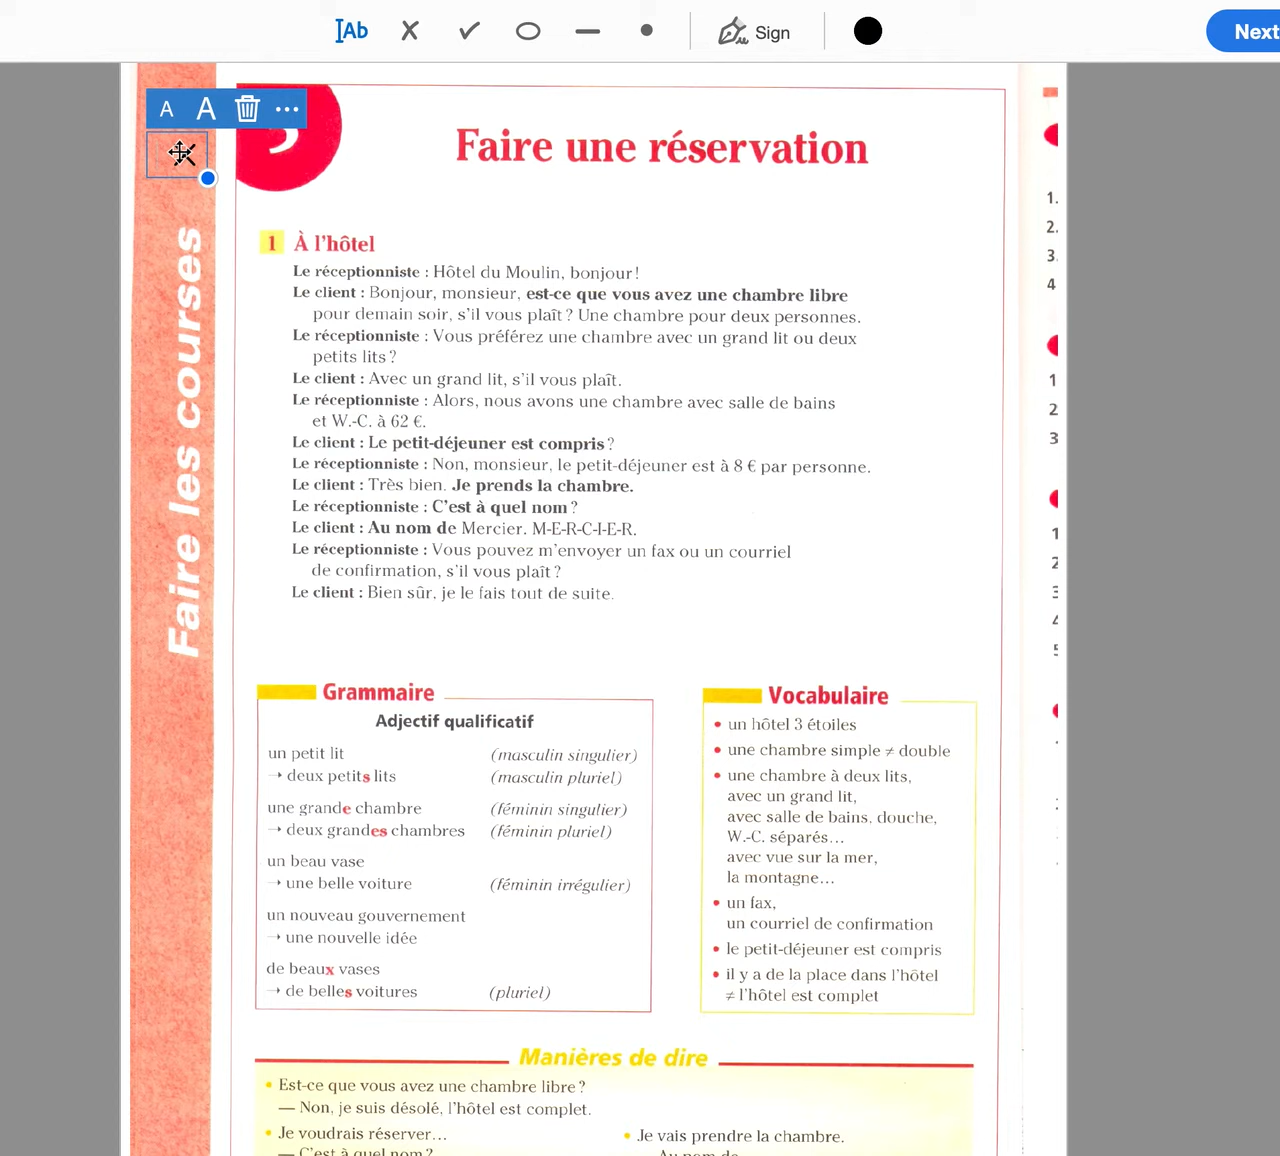 Ab
Sign
Next
A A
Faire une réservation
Faire les courses
1 À l'hôtel
Le réceptionniste : Hôtel du Moulin, bonjour !
Le client : Bonjour, monsieur, est-ce que vous avez une chambre libre
pour demain soir, s'il vous plaît ? Une chambre pour deux personnes.
Le réceptionniste : Vous préférez une chambre avec un grand lit ou deux
petits lits ?
Le client : Avec un grand lit, s'il vous plaît.
Le réceptionniste : Alors, nous avons une chambre avec salle de bains
et W.-C. à 62 €.
Le client : Le petit-déjeuner est compris ?
Le réceptionniste : Non, monsieur, le petit-déjeuner est à 8 € par personne.
Le client : Très bien. Je prends la chambre.
Le réceptionniste : C'est à quel nom ?
Le client : Au nom de Mercier. M-E-R-C-I-E-R.
Le réceptionniste : Vous pouvez m'envoyer un fax ou un courriel
de confirmation, s'il vous plaît ?
Le client : Bien sûr, je le fais tout de suite.
Grammaire
Adjectif qualificatif
un petit lit (masculin singulier)
→ deux petits lits (masculin pluriel)
une grande chambre (féminin singulier)
→ deux grandes chambres (féminin pluriel)
un beau vase
→ une belle voiture (féminin irrégulier)
un nouveau gouvernement
→ une nouvelle idée
de beaux vases
→ de belles voitures (pluriel)
Vocabulaire
• un hôtel 3 étoiles
• une chambre simple ≠ double
• une chambre à deux lits,
avec un grand lit,
avec salle de bains, douche,
W.-C. séparés...
avec vue sur la mer,
la montagne...
• un fax,
un courriel de confirmation
• le petit-déjeuner est compris
• il y a de la place dans l'hôtel
≠ l'hôtel est complet
Manières de dire
• Est-ce que vous avez une chambre libre ?
— Non, je suis désolé, l'hôtel est complet.
• Je voudrais réserver...
— C'est à quel nom ?
• Je vais prendre la chambre.
Au nom de
1.
2.
3.
4
1
2
3
1
2
3
4
5